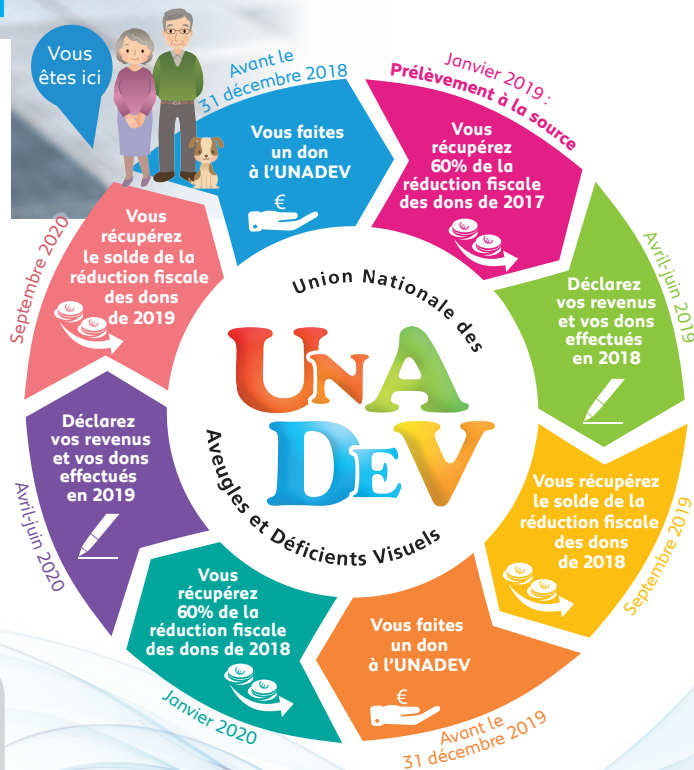 Vous
êtes ici
Avant le
31 décembre 2018
Vous faites
un don
à l'UNADEV
€
Janvier 2019 :
Prélèvement à la source
Vous
récupérez
60% de la
réduction fiscale
des dons de 2017
€
€
Avril-juin 2019
Déclarez
vos revenus
et vos dons
effectués
en 2018
Septembre 2019
Vous récupérez
le solde de la
réduction fiscale
des dons
de 2018
€
€
Avant le
31 décembre 2019
Vous faites
un don
à l'UNADEV
€
Janvier 2020
Vous
récupérez
60% de la
réduction fiscale
des dons de 2018
€
€
Avril-juin 2020
Déclarez
vos revenus
et vos dons
effectués
en 2019
Septembre 2020
Vous
récupérez
le solde de la
réduction fiscale
des dons
de 2019
€
€
Union Nationale des
UNA
DEV
Aveugles et Déficients Visuels